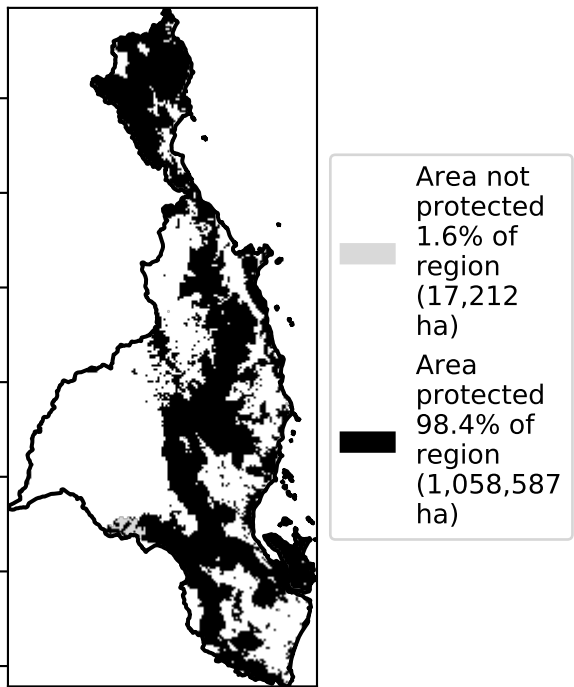 Area not
protected
1.6% of
region
(17,212
ha)
Area
protected
98.4% of
region
(1,058,587
ha)